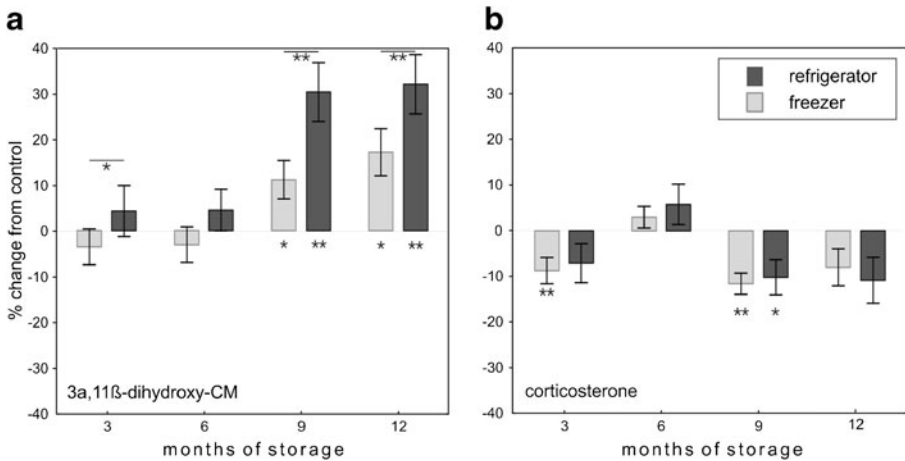 a
40
30
20
10
0
-10
-20
-30
-40
% change from control
*
**
**
*
**
*
**
3a,11ß-dihydroxy-CM
3 6 9 12
months of storage
b
40
30
20
10
0
-10
-20
-30
-40
refrigerator
freezer
**
**
*
corticosterone
3 6 9 12
months of storage